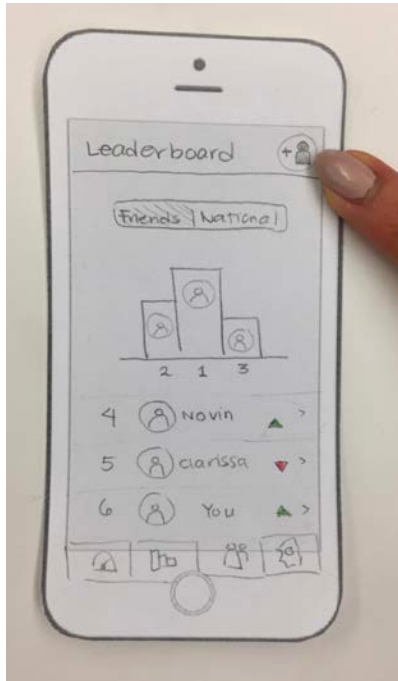 Leaderboard +
Friends | National
2 1 3
4 Novin >
5 clarissa >
6 You >